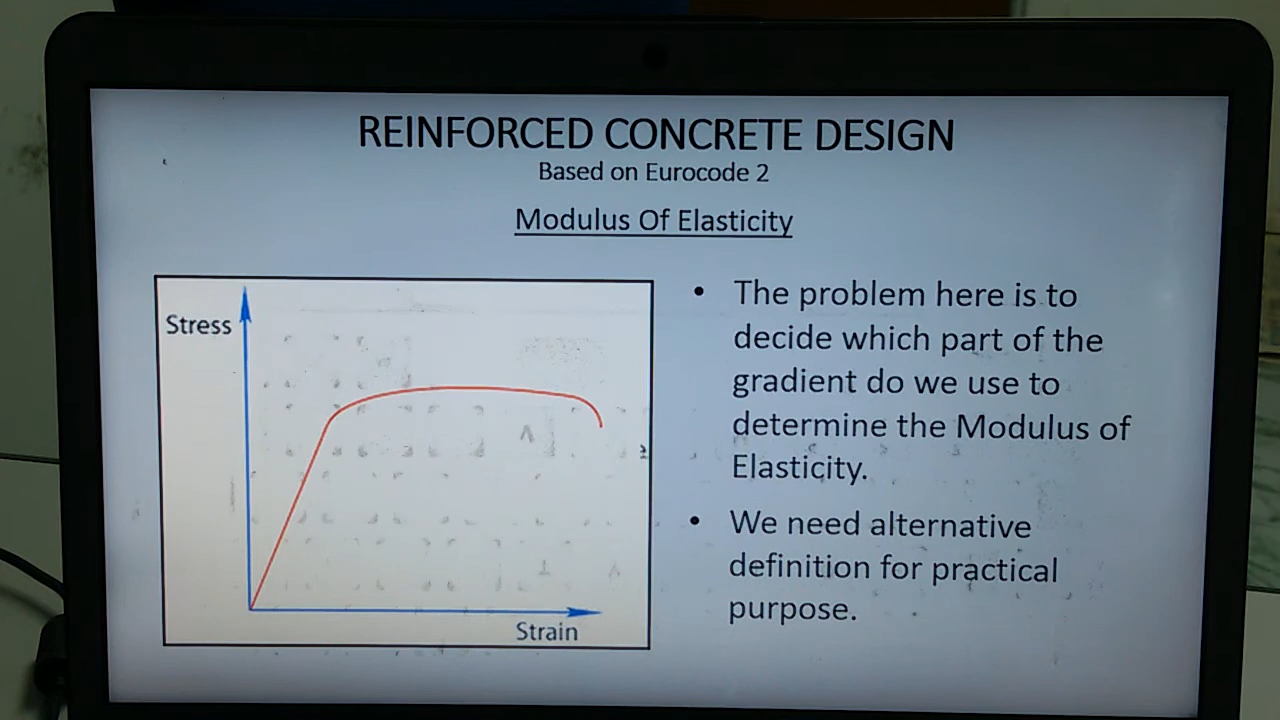 REINFORCED CONCRETE DESIGN
Based on Eurocode 2
Modulus Of Elasticity
Stress
Strain
• The problem here is to
decide which part of the
gradient do we use to
determine the Modulus of
Elasticity.
• We need alternative
definition for practical
purpose.